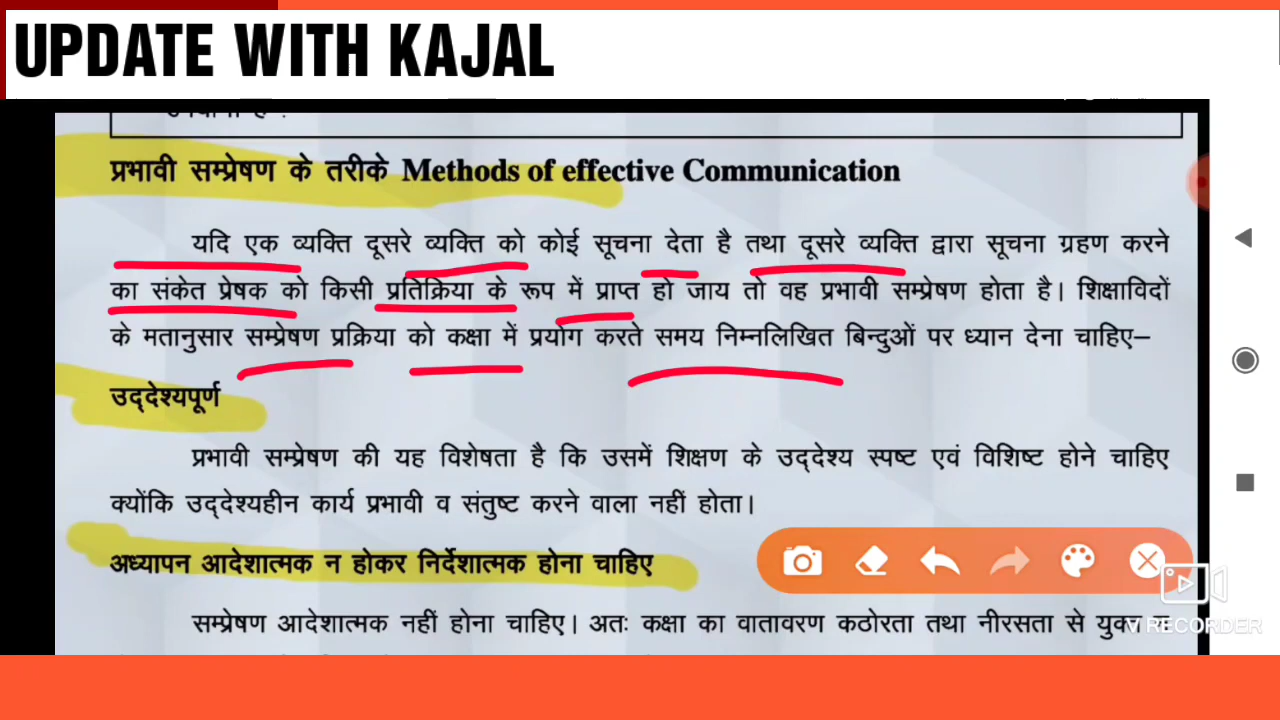 UPDATE WITH KAJAL
प्रभावी सम्प्रेषण के तरीके Methods of effective Communication
यदि एक व्यक्ति दूसरे व्यक्ति को कोई सूचना देता है तथा दूसरे व्यक्ति द्वारा सूचना ग्रहण करने
का संकेत प्रेषक को किसी प्रतिक्रिया के रूप में प्राप्त हो जाय तो वह प्रभावी सम्प्रेषण होता है। शिक्षाविदों
के मतानुसार सम्प्रेषण प्रक्रिया को कक्षा में प्रयोग करते समय निम्नलिखित बिन्दुओं पर ध्यान देना चाहिए–
उद्देश्यपूर्ण
प्रभावी सम्प्रेषण की यह विशेषता है कि उसमें शिक्षण के उद्देश्य स्पष्ट एवं विशिष्ट होने चाहिए
क्योंकि उद्देश्यहीन कार्य प्रभावी व संतुष्ट करने वाला नहीं होता।
अध्यापन आदेशात्मक न होकर निर्देशात्मक होना चाहिए
सम्प्रेषण आदेशात्मक नहीं होना चाहिए। अतः कक्षा का वातावरण कठोरता तथा नीरसता से युक्त न
V RECORDER